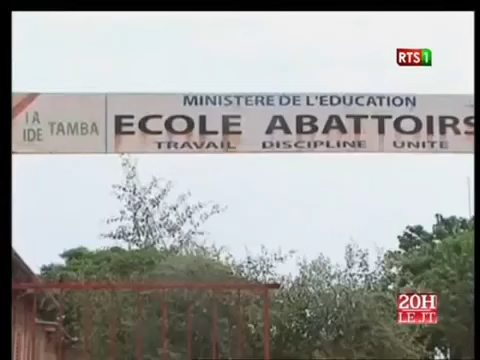 RTS1
MINISTERE DE L'EDUCATION
IA
IDE TAMBA
ECOLE ABATTOIRS
TRAVAIL DISCIPLINE UNITE
20H
LE JT